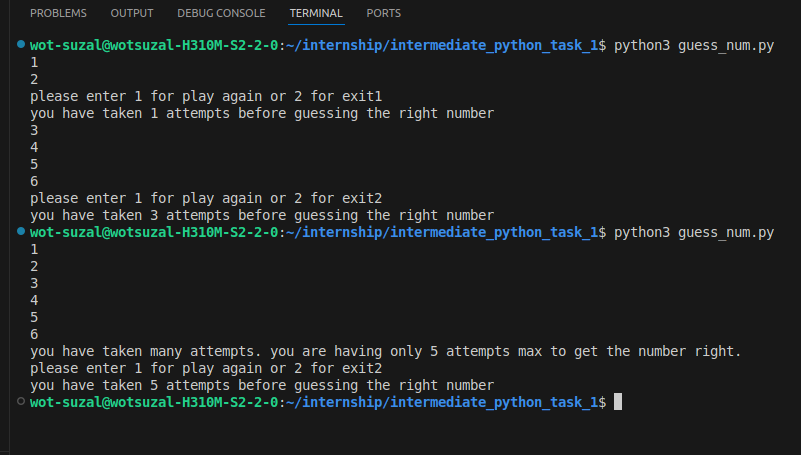 PROBLEMS OUTPUT DEBUG CONSOLE TERMINAL PORTS
wot-suzal@wotsuzal-H310M-S2-2-0:~/internship/intermediate_python_task_1$ python3 guess_num.py
1
2
please enter 1 for play again or 2 for exit1
you have taken 1 attempts before guessing the right number
3
4
5
6
please enter 1 for play again or 2 for exit2
you have taken 3 attempts before guessing the right number
wot-suzal@wotsuzal-H310M-S2-2-0:~/internship/intermediate_python_task_1$ python3 guess_num.py
1
2
3
4
5
6
you have taken many attempts. you are having only 5 attempts max to get the number right.
please enter 1 for play again or 2 for exit2
you have taken 5 attempts before guessing the right number
wot-suzal@wotsuzal-H310M-S2-2-0:~/internship/intermediate_python_task_1$